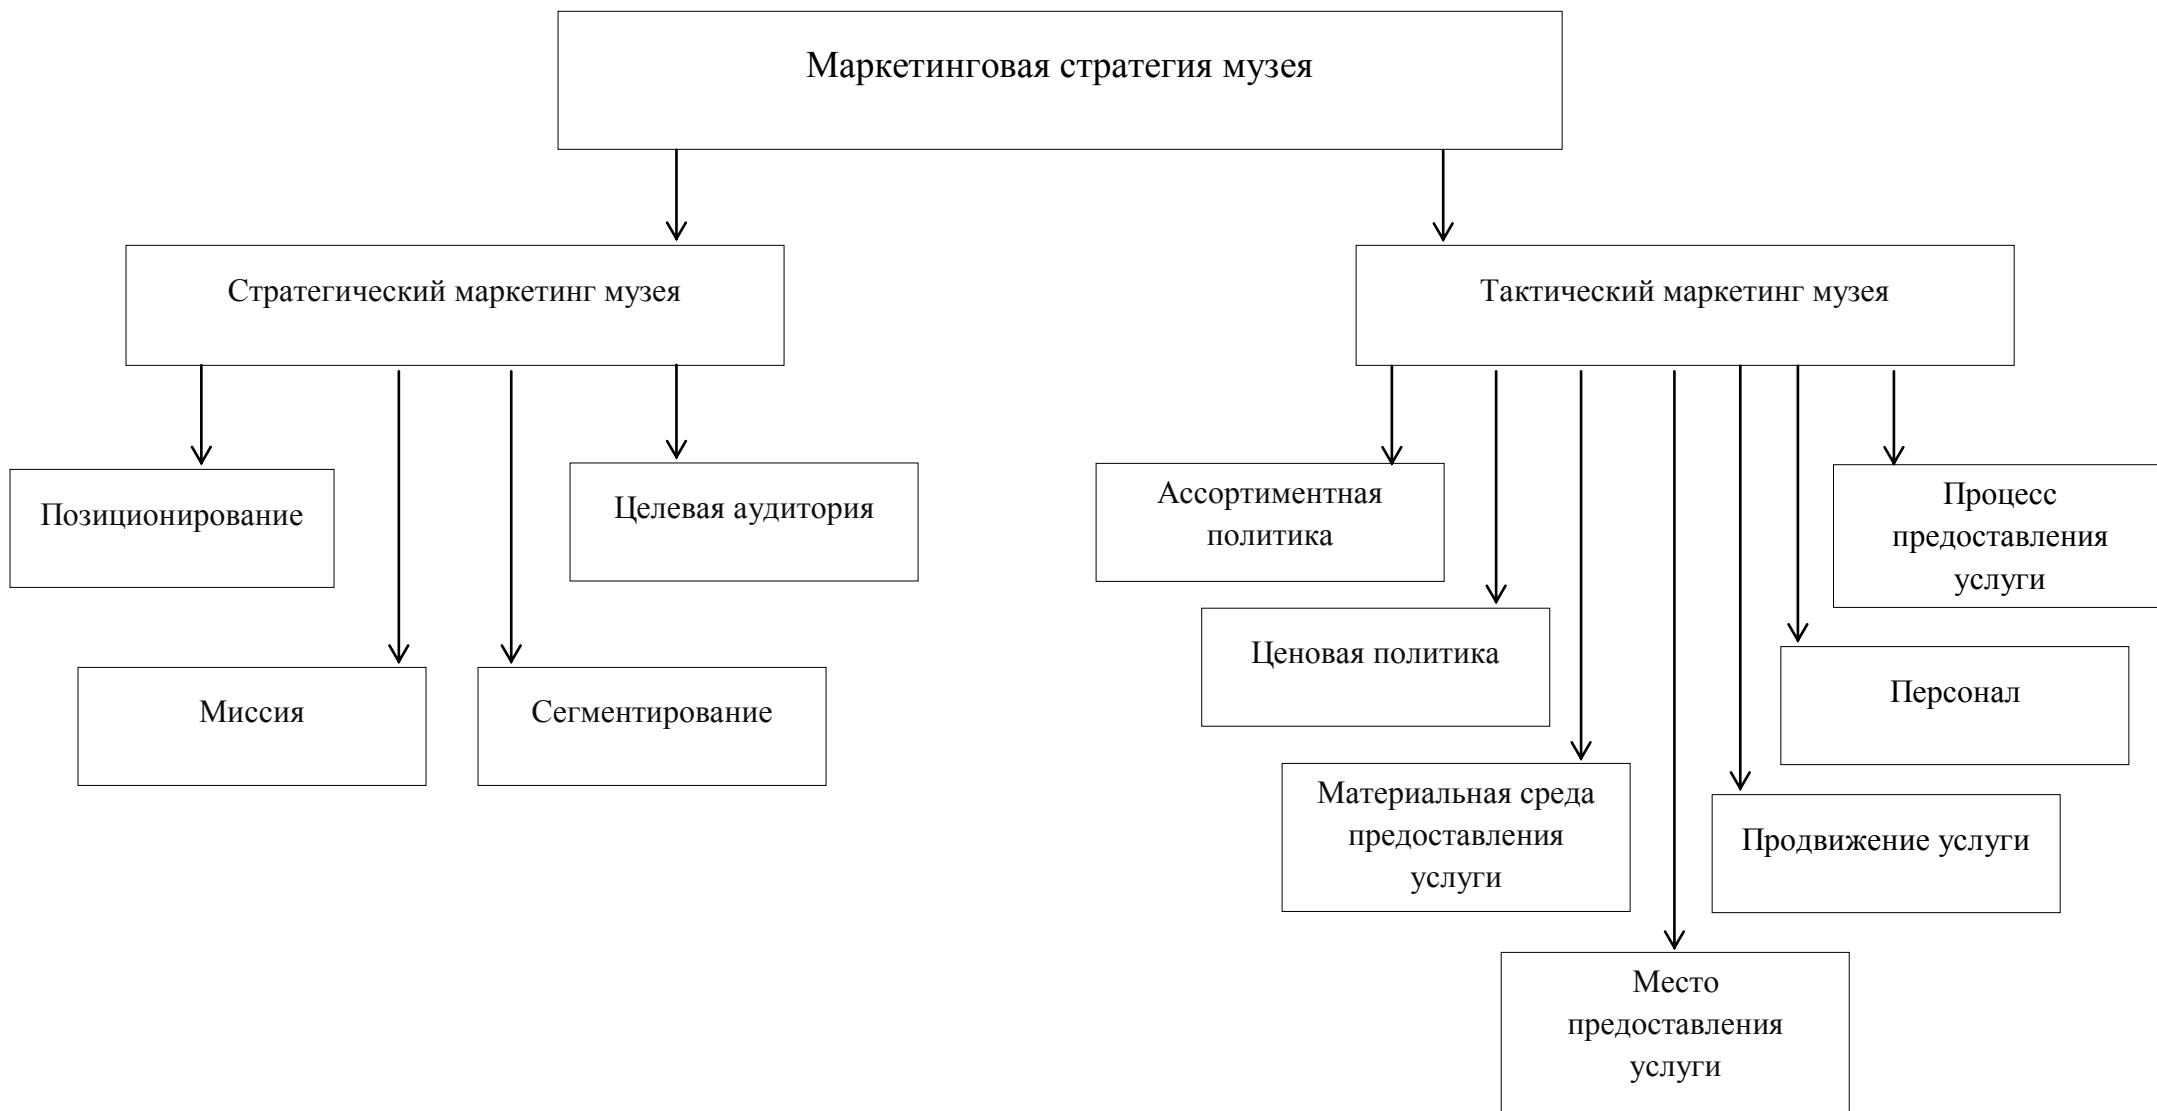 Маркетинговая стратегия музея
Стратегический маркетинг музея
Тактический маркетинг музея
Позиционирование
Целевая аудитория
Миссия
Сегментирование
Ассортиментная
политика
Процесс
предоставления
услуги
Ценовая политика
Персонал
Материальная среда
предоставления
услуги
Продвижение услуги
Место
предоставления
услуги